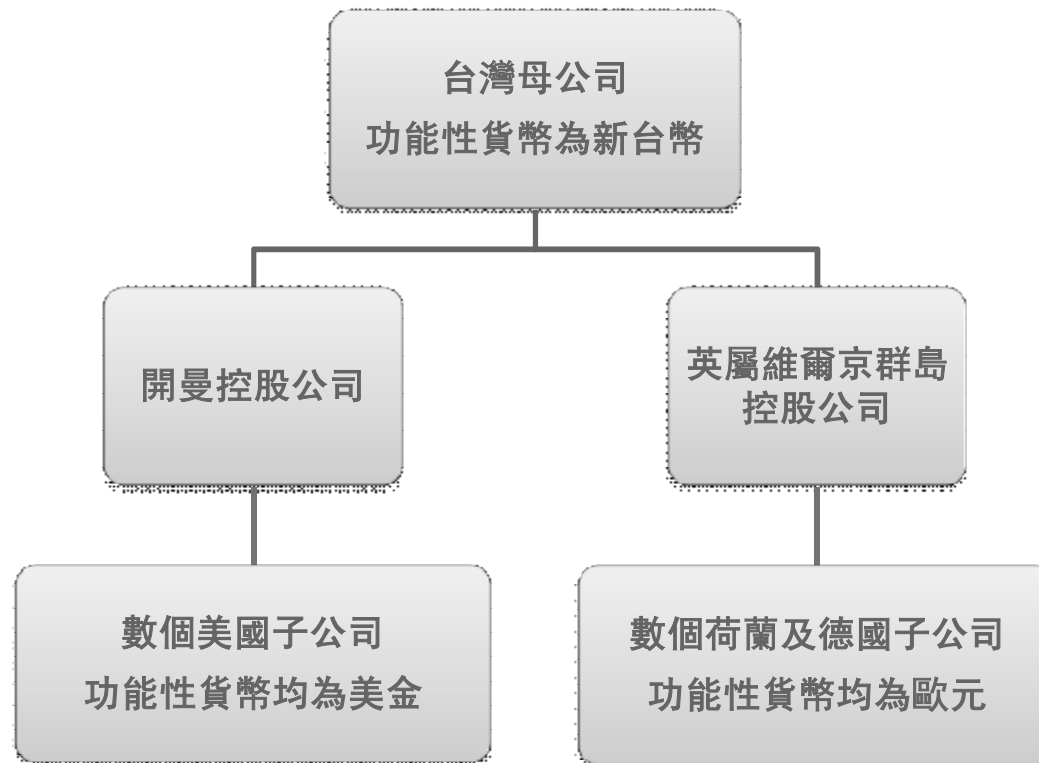 台灣母公司
功能性貨幣為新台幣
開曼控股公司
英屬維爾京群島
控股公司
數個美國子公司
功能性貨幣均為美金
數個荷蘭及德國子公司
功能性貨幣均為歐元